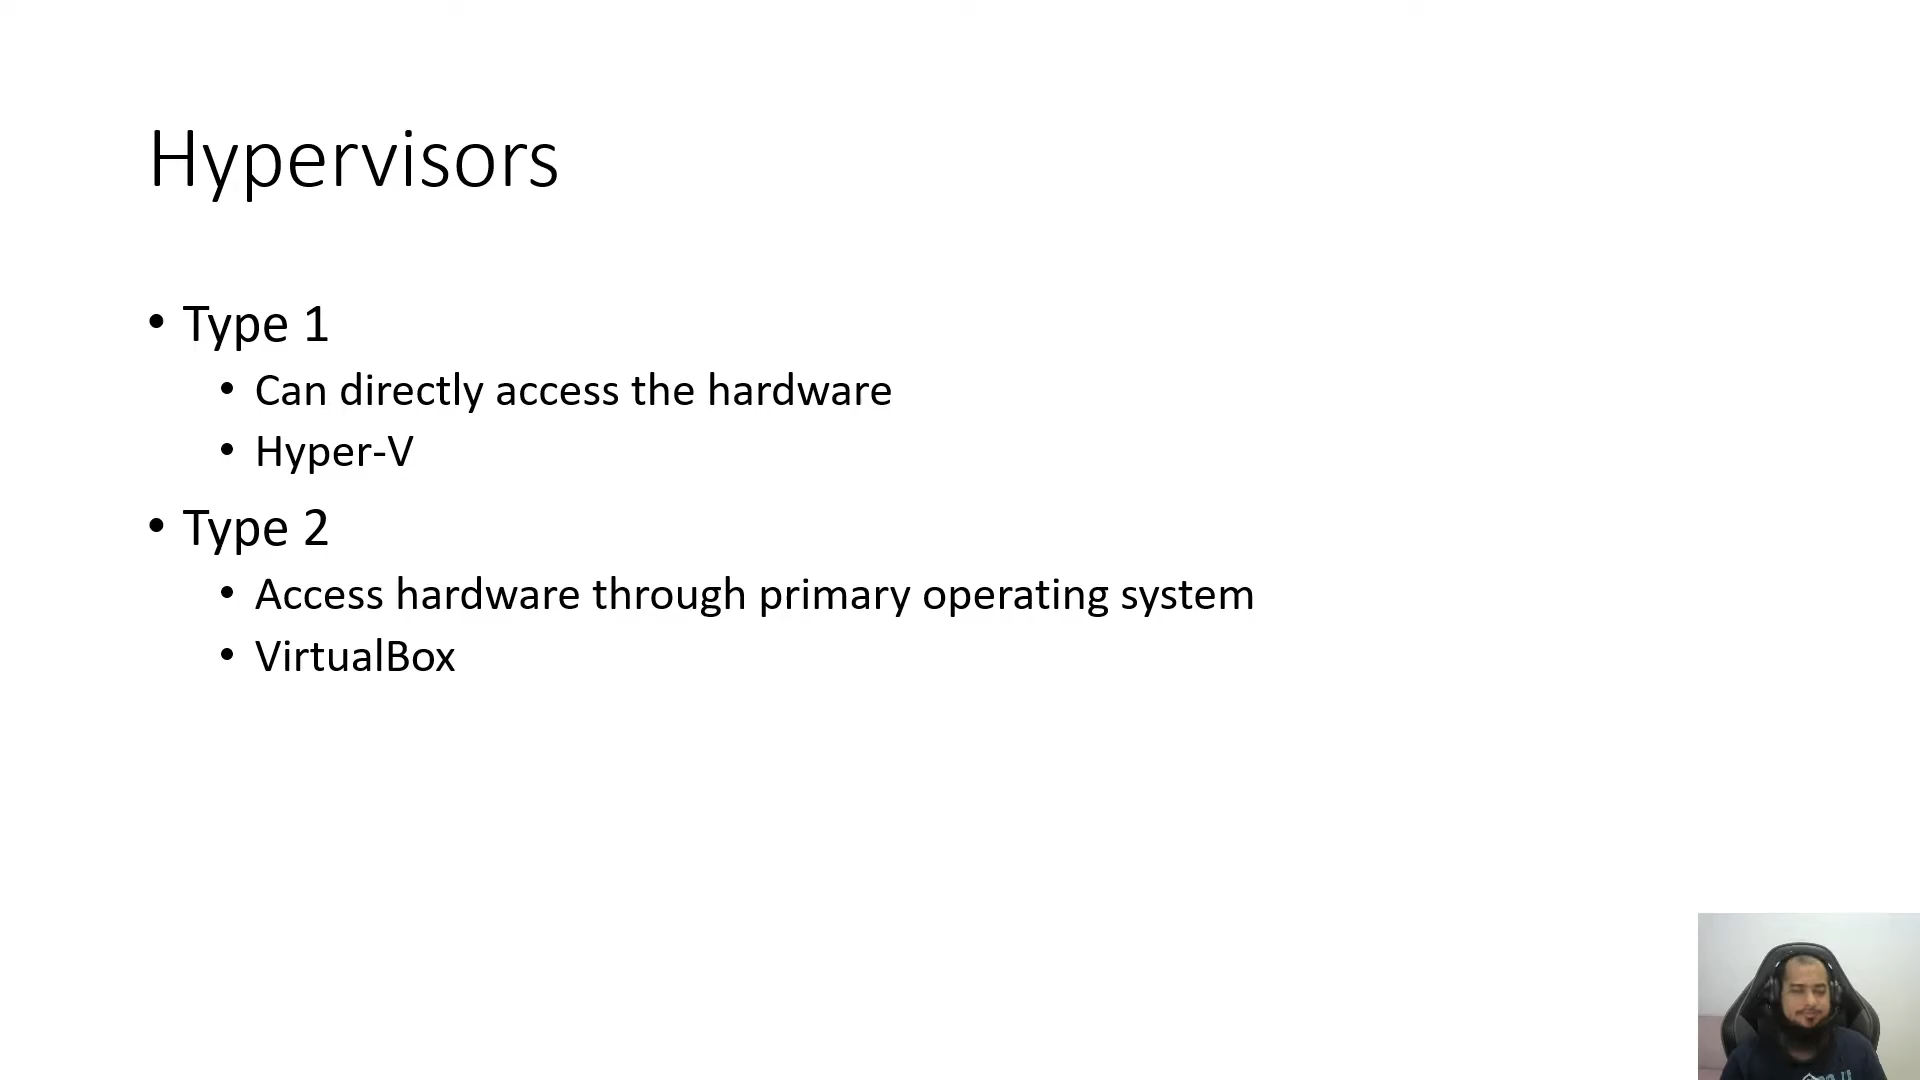 Hypervisors
• Type 1
• Can directly access the hardware
• Hyper-V
• Type 2
• Access hardware through primary operating system
• VirtualBox